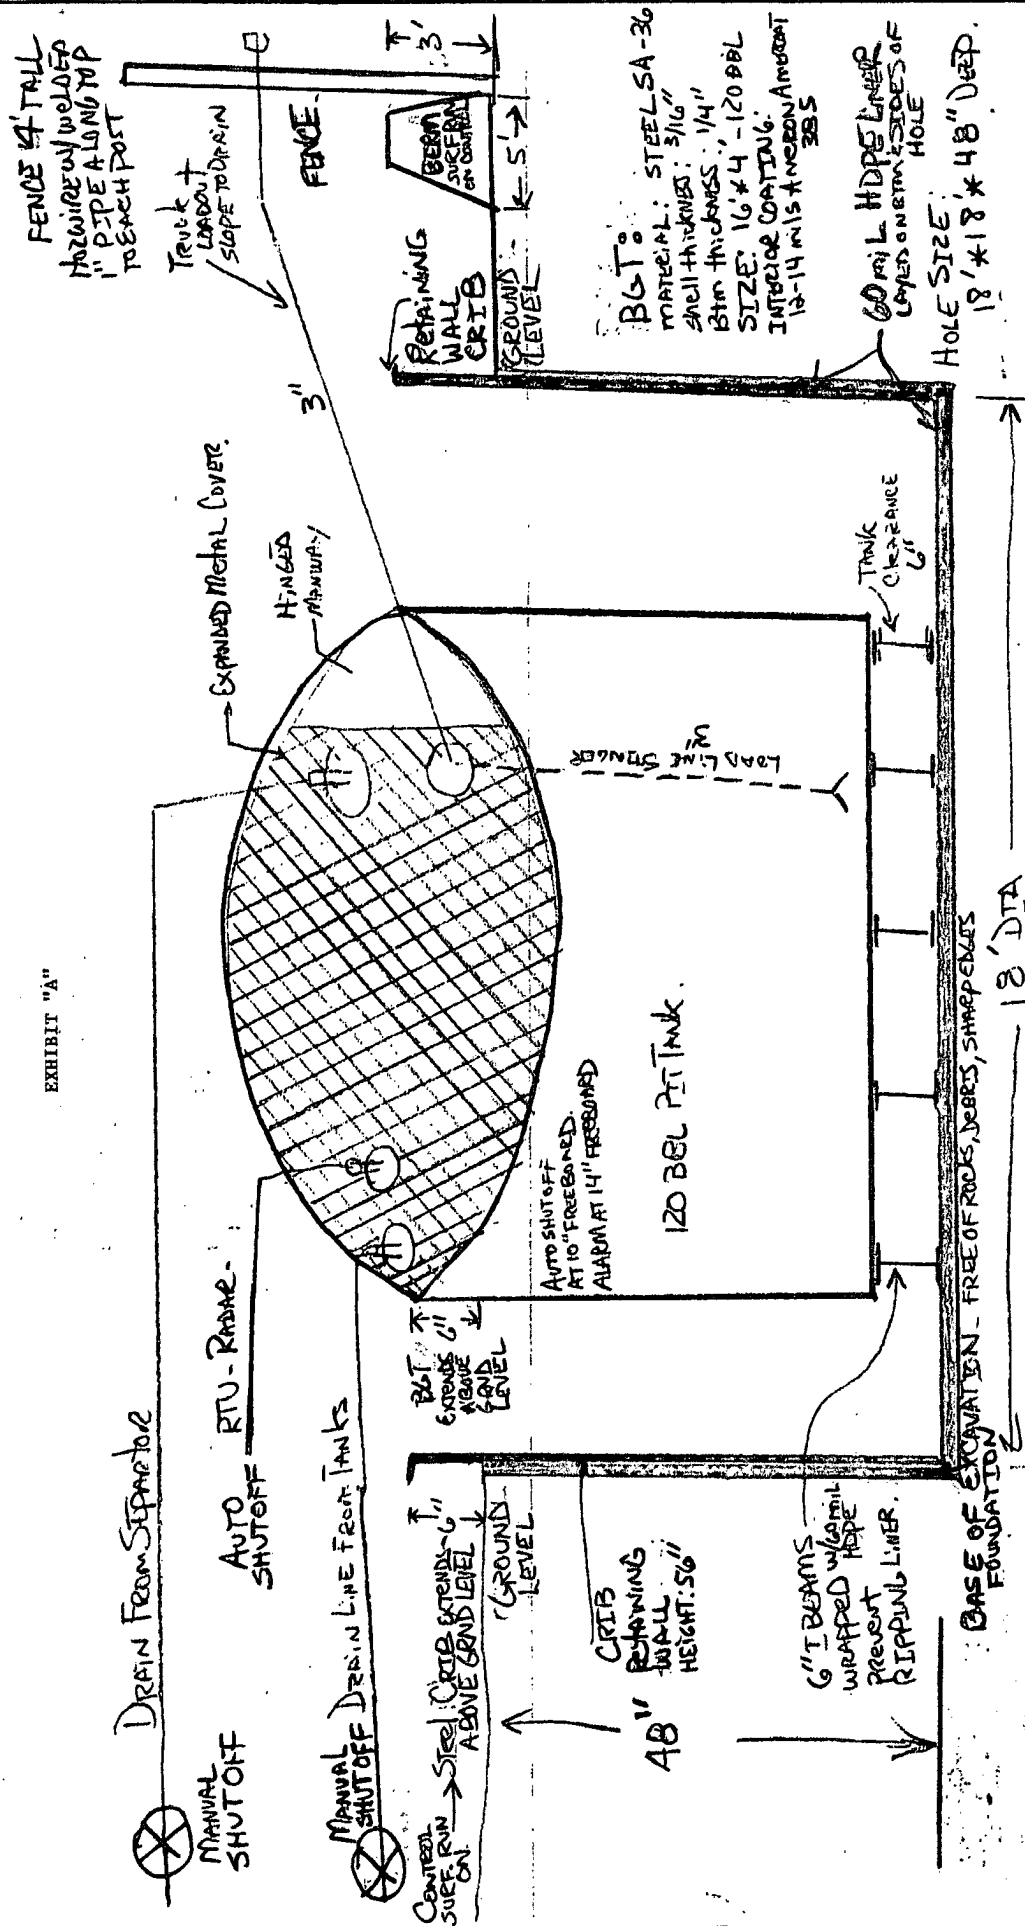 EXHIBIT "A"
DRAIN FROM SEPARTOR
MANUAL
SHUTOFF
AUTO
SHUTOFF
RTU - RADAR -
MANUAL
SHUTOFF
DRAIN LINE FROM TANKS
CONTROL
SURF. RUN
ON.
STEEL CRIB EXTENDS 6"
ABOVE GRND LEVEL
GROUND
LEVEL
BGT
EXTENDS 6"
ABOVE
GRND
LEVEL
CRIB
RETAINING
WALL
HEIGHT: 56"
48"
6" I BEAMS
WRAPPED W/60 MIL
HDPE
PREVENT
RIPPING LINER.
BASE OF EXCAVATION - FREE OF ROCKS, DEBRIS, SHARP EDGES
FOUNDATION
18' DIA
AUTO SHUTOFF
AT 10" FREEBOARD.
ALARM AT 14" FREEBOARD
120 BBL PIT TANK.
LOAD LINE
STINGER
EXPANDED METAL COVER.
HINGED
MANWAY
TANK
CLEARANCE
6"
3"
TRUCK
LOADOUT
SLOPE TO DRAIN
FENCE 4' TALL
HOGWIRE W/ WELDED
1" PIPE ALONG TOP
TO EACH POST
FENCE.
3'
BERM
SURF RUN
ON CONTROL
5'
RETAINING
WALL
CRIB
GROUND
LEVEL
BGT:
MATERIAL: STEEL SA-36
Shell thickness: 3/16"
Btm thickness: 1/4"
SIZE: 16' * 4' - 120 BBL
INTERIOR COATING:
12-14 mils AMERON AMERCOAT
385
60 MIL HDPE LINER
LAYED ON BTM & SIDES OF
HOLE
HOLE SIZE:
18' * 18' * 48" DEEP.